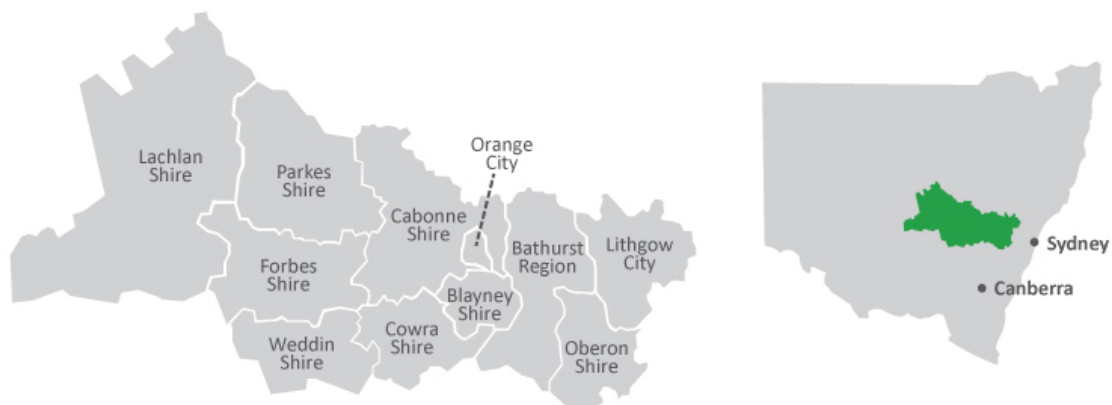 Lachlan
Shire
Parkes
Shire
Orange
City
Cabonne
Shire
Bathurst
Region
Lithgow
City
Forbes
Shire
Blayney
Shire
Weddin
Shire
Cowra
Shire
Oberon
Shire
Sydney
Canberra